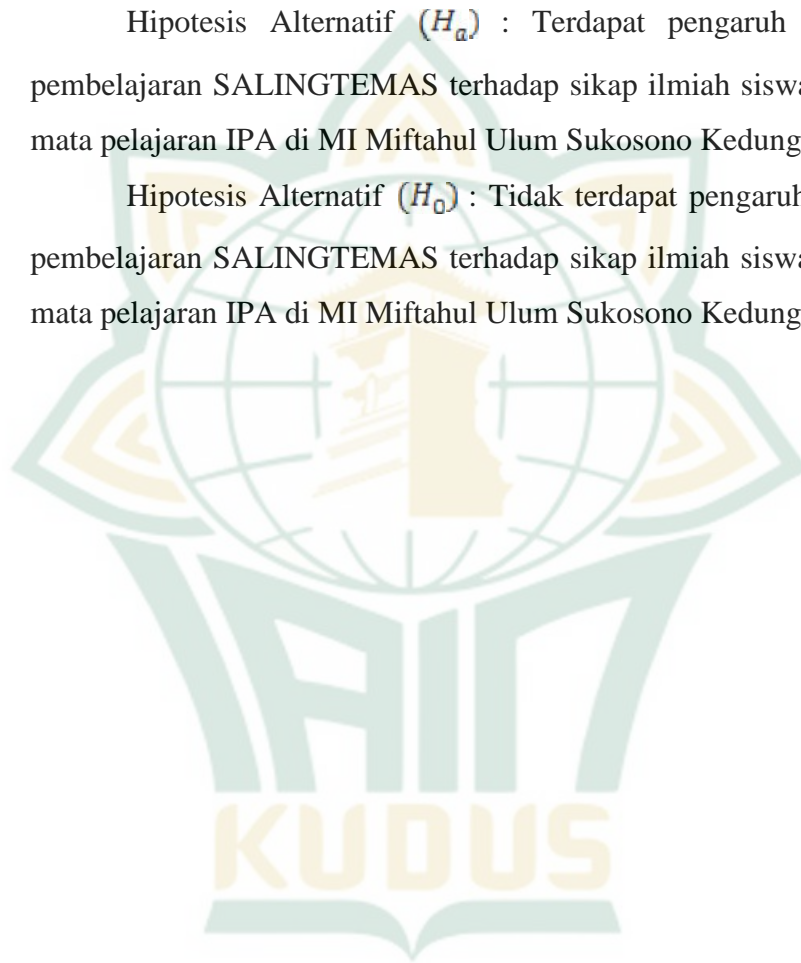 Hipotesis Alternatif (Hₐ) : Terdapat pengaruh
pembelajaran SALINGTEMAS terhadap sikap ilmiah siswa
mata pelajaran IPA di MI Miftahul Ulum Sukosono Kedung
Hipotesis Alternatif (H₀) : Tidak terdapat pengaruh
pembelajaran SALINGTEMAS terhadap sikap ilmiah siswa
mata pelajaran IPA di MI Miftahul Ulum Sukosono Kedung
IAIN
KUDUS